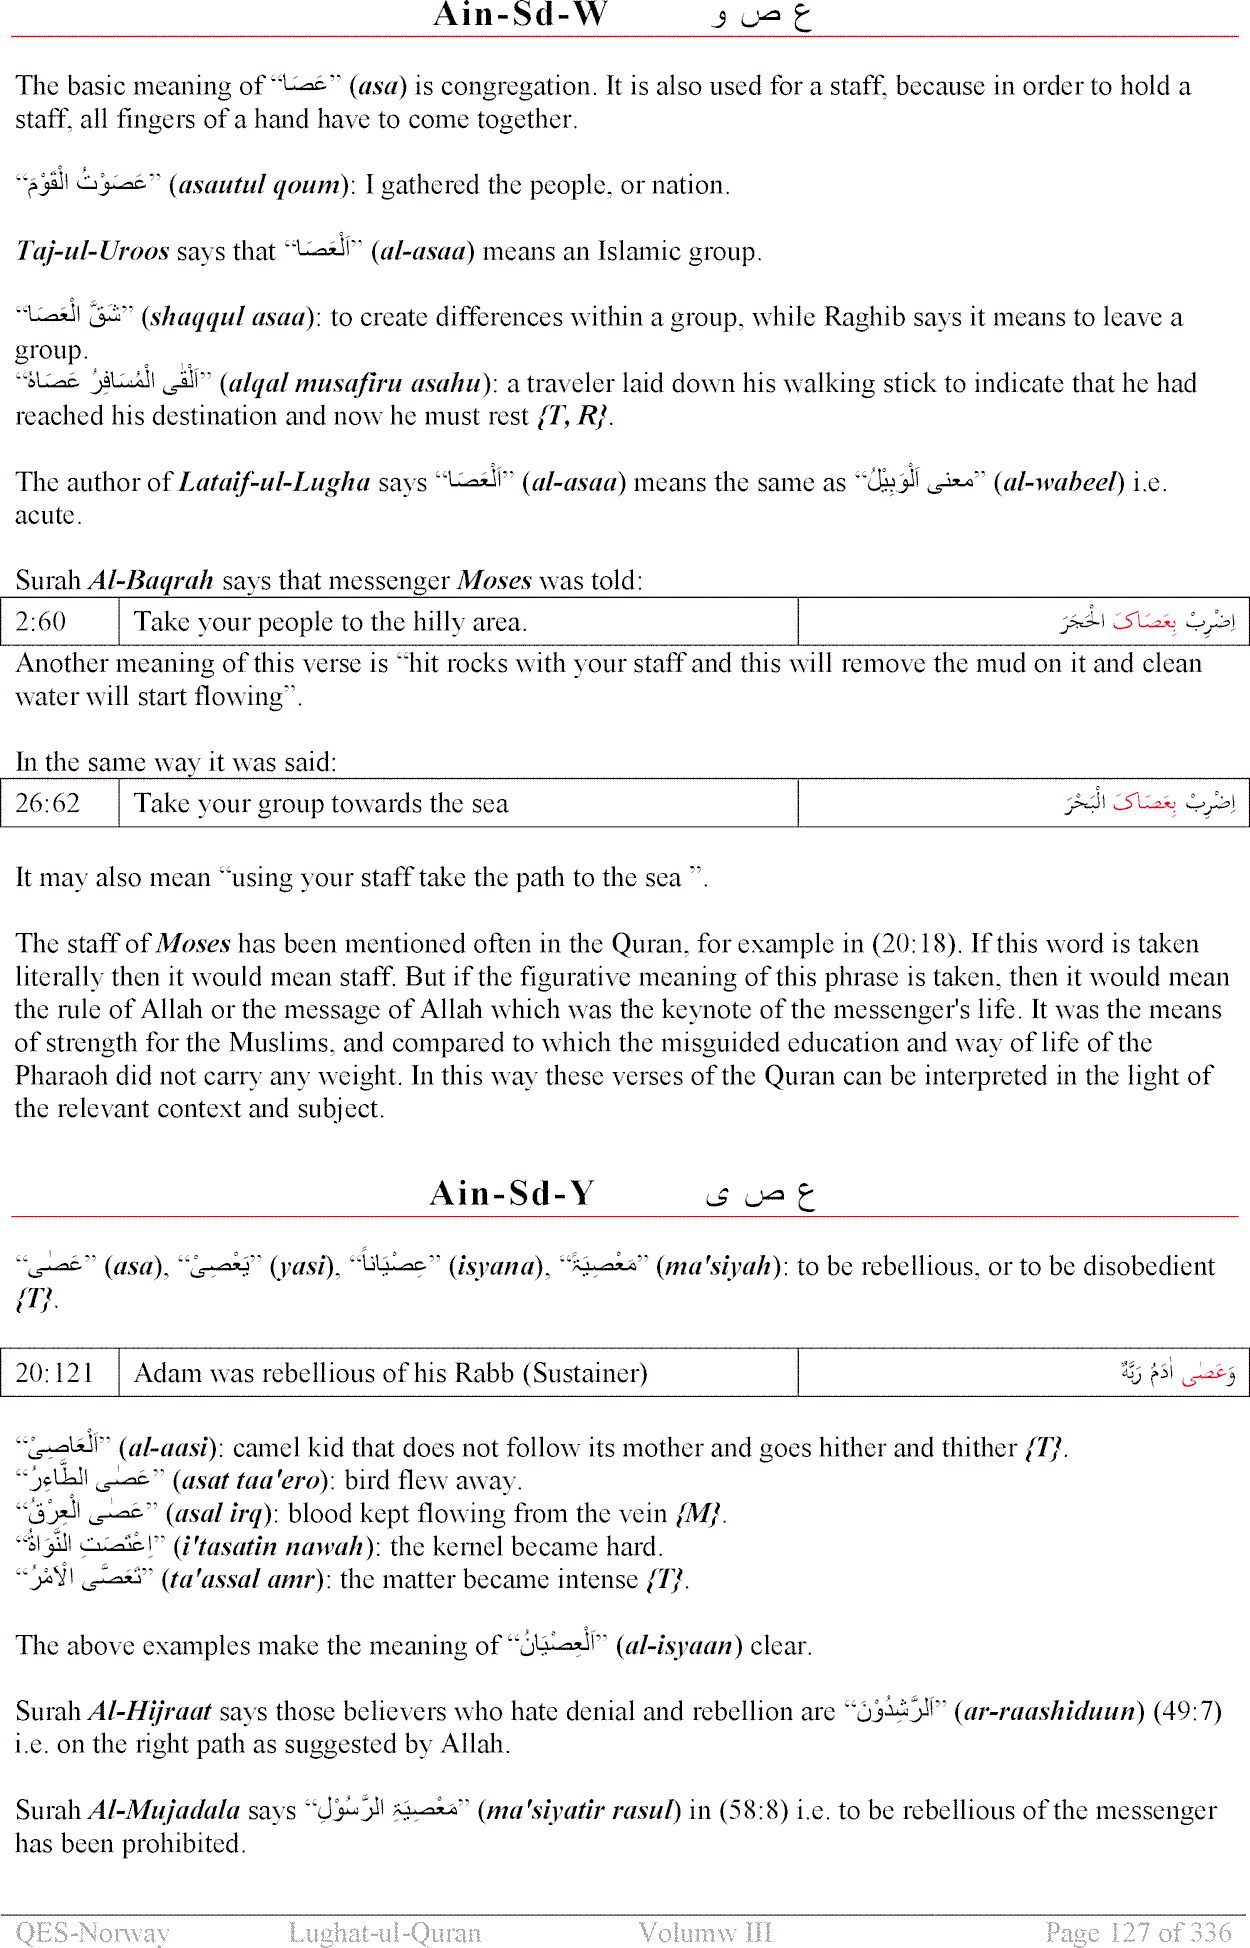 Ain-Sd-W ع ص و
The basic meaning of “عَصَا” (asa) is congregation. It is also used for a staff, because in order to hold a
staff, all fingers of a hand have to come together.
“عَصَوْتُ الْقَوْمَ” (asautul qoum): I gathered the people, or nation.
Taj-ul-Uroos says that “اَلْعَصَا” (al-asaa) means an Islamic group.
“شَقَّ الْعَصَا” (shaqqul asaa): to create differences within a group, while Raghib says it means to leave a
group.
“اَلْقٰی الْمُسَافِرُ عَصَاہُ” (alqal musafiru asahu): a traveler laid down his walking stick to indicate that he had
reached his destination and now he must rest {T, R}.
The author of Lataif-ul-Lugha says “اَلْعَصَا” (al-asaa) means the same as “معنی اَلْوَبِیْلُ” (al-wabeel) i.e.
acute.
Surah Al-Baqrah says that messenger Moses was told:
2:60 Take your people to the hilly area. اِضْرِبْ بِعَصَاکَ الْحَجَرَ
Another meaning of this verse is “hit rocks with your staff and this will remove the mud on it and clean
water will start flowing”.
In the same way it was said:
26:62 Take your group towards the sea اِضْرِبْ بِعَصَاکَ الْبَحْرَ
It may also mean “using your staff take the path to the sea ”.
The staff of Moses has been mentioned often in the Quran, for example in (20:18). If this word is taken
literally then it would mean staff. But if the figurative meaning of this phrase is taken, then it would mean
the rule of Allah or the message of Allah which was the keynote of the messenger's life. It was the means
of strength for the Muslims, and compared to which the misguided education and way of life of the
Pharaoh did not carry any weight. In this way these verses of the Quran can be interpreted in the light of
the relevant context and subject.
Ain-Sd-Y ع ص ی
“عَصٰی” (asa), “یَعْصِیْ” (yasi), “عِصْیَاناً” (isyana), “مَعْصِیَۃً” (ma'siyah): to be rebellious, or to be disobedient
{T}.
20:121 Adam was rebellious of his Rabb (Sustainer) وَعَصٰی اٰدَمُ رَبَّہٗ
“اَلْعَاصِیْ” (al-aasi): camel kid that does not follow its mother and goes hither and thither {T}.
“عَصٰی الطَّاءِرُ” (asat taa'ero): bird flew away.
“عَصٰی الْعِرْقُ” (asal irq): blood kept flowing from the vein {M}.
“اِعْتَصَتِ النَّوَاۃُ” (i'tasatin nawah): the kernel became hard.
“تَعَصَّی الْاَمْرُ” (ta'assal amr): the matter became intense {T}.
The above examples make the meaning of “اَلْعِصْیَانُ” (al-isyaan) clear.
Surah Al-Hijraat says those believers who hate denial and rebellion are “اَلرَّشِدُوْنَ” (ar-raashiduun) (49:7)
i.e. on the right path as suggested by Allah.
Surah Al-Mujadala says “مَعْصِیَۃِ الرَّسُوْلِ” (ma'siyatir rasul) in (58:8) i.e. to be rebellious of the messenger
has been prohibited.
QES-Norway Lughat-ul-Quran Volumw III Page 127 of 336